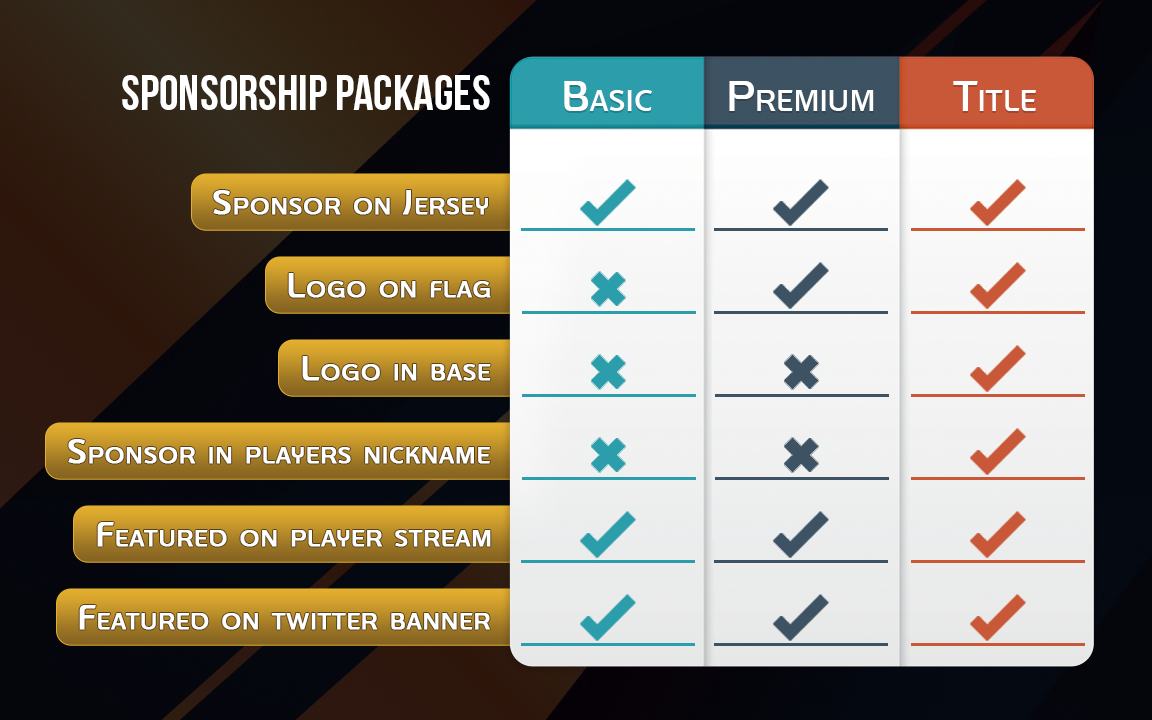 SPONSORSHIP PACKAGES
Basic Premium Title
Sponsor on Jersey
Logo on flag
Logo in base
Sponsor in players nickname
Featured on player stream
Featured on twitter banner